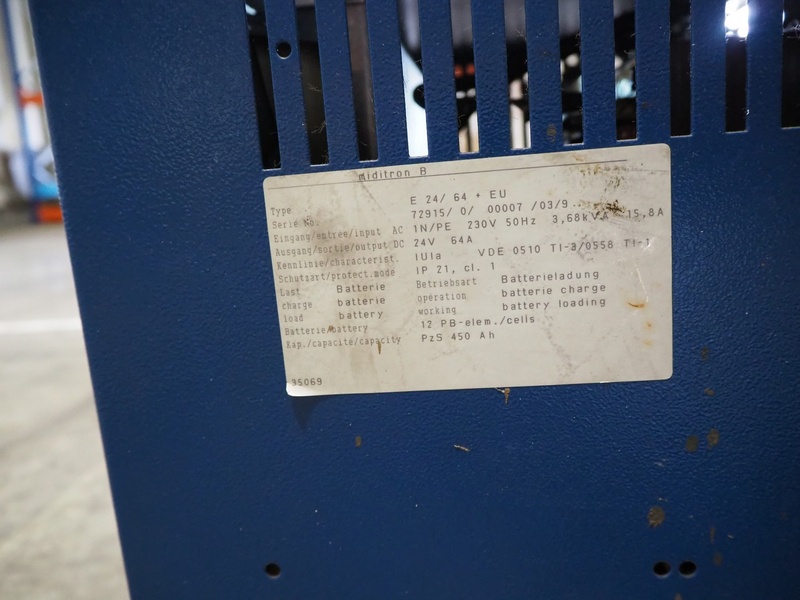 miditron B
Type E 24/ 64 + EU
Serie No. 72915/ 0/ 00007 /03/9
Eingang/entree/input AC 1N/PE 230V 50Hz 3,68kVA 15,8A
Ausgang/sortie/output DC 24V 64A
Kennlinie/characterist. IUIa VDE 0510 TI-3/0558 TI-1
Schutzart/protect.mode IP 21, cl. 1
Last Batterie Betriebsart Batterieladung
charge batterie operation batterie charge
load battery working battery loading
Batterie/battery 12 PB-elem./cells
Kap./capacite/capacity PzS 450 Ah
35069